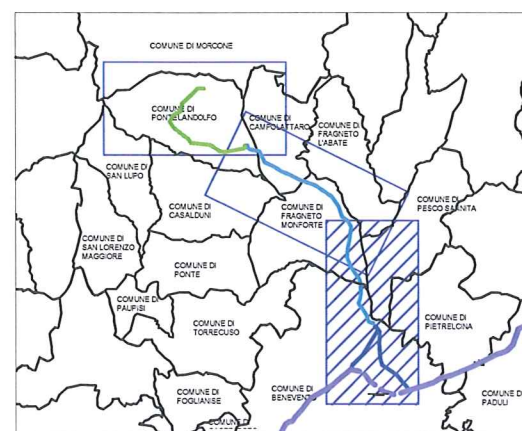 COMUNE DI MORCONE
COMUNE DI
PONTELANDOLFO
COMUNE DI
CAMPOLATTARO
COMUNE DI
FRAGNETO
L'ABATE
COMUNE DI
SAN LUPO
COMUNE DI
CASALDUNI
COMUNE DI
FRAGNETO
MONFORTE
COMUNE DI
PESCO SANNITA
COMUNE DI
SAN LORENZO
MAGGIORE
COMUNE DI
PONTE
COMUNE DI
PAUPISI
COMUNE DI
TORRECUSO
COMUNE DI
PIETRELCINA
COMUNE DI
FOGLIANISE
COMUNE DI
BENEVENTO
COMUNE DI
PADULI
COMUNE DI